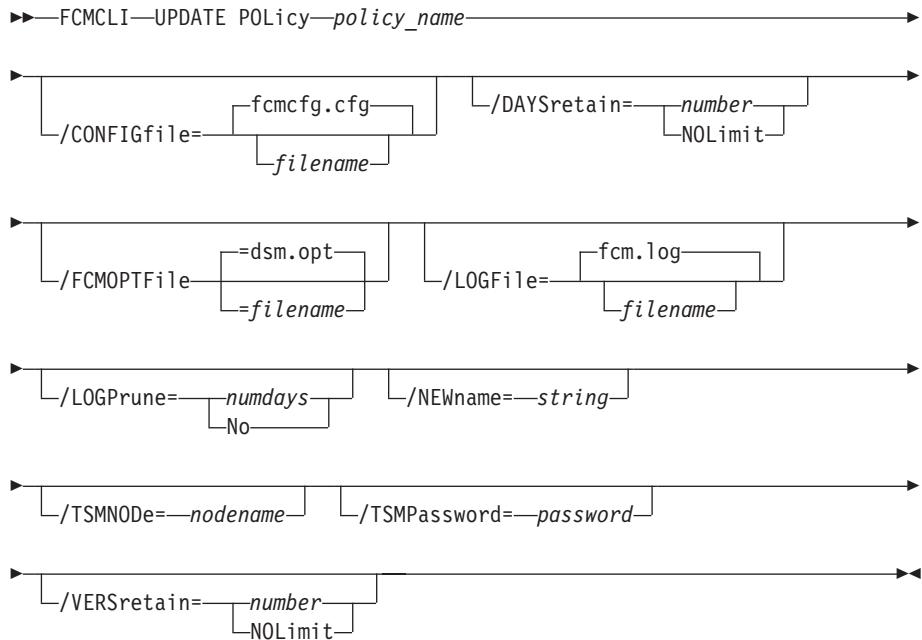 FCMCLI UPDATE POLicy policy_name
fcmcfg.cfg
/CONFIGfile=
filename
/DAYSretain= number
NOLimit
=dsm.opt
/FCMOPTFile
=filename
fcm.log
/LOGFile=
filename
/LOGPrune= numdays
No
/NEWname= string
/TSMNODe= nodename
/TSMPassword= password
/VERSretain= number
NOLimit